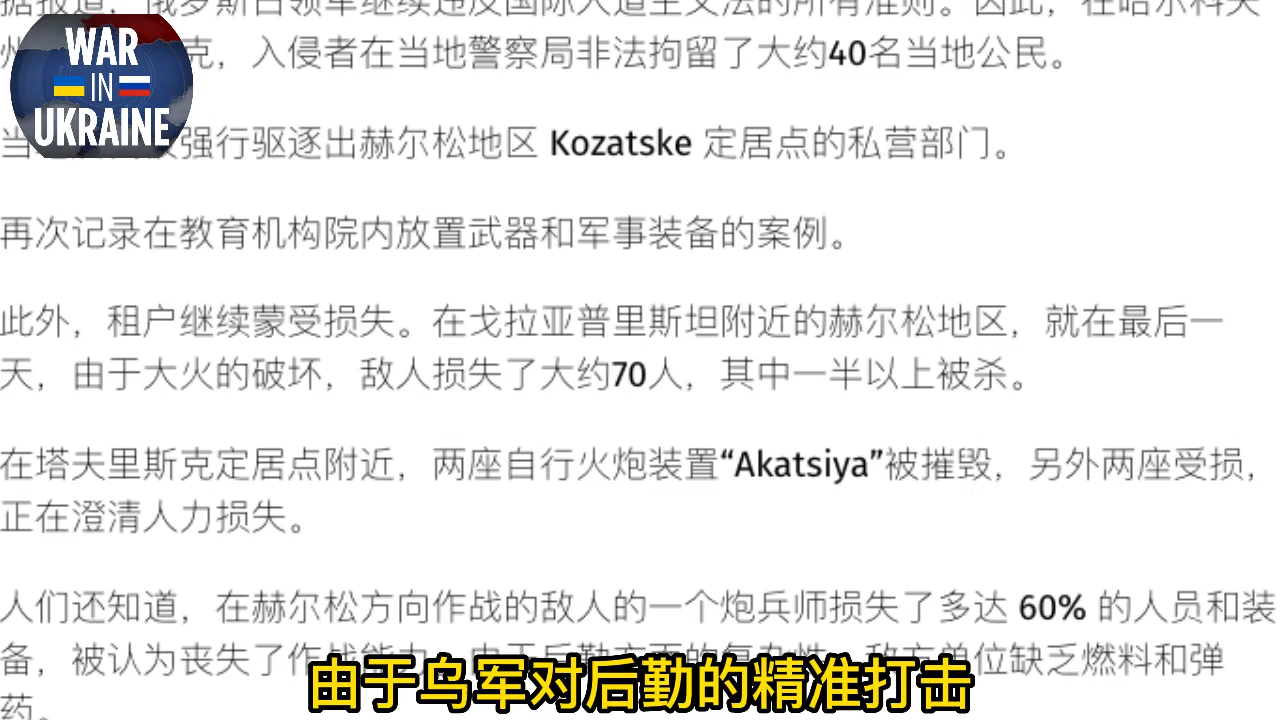 据报道，俄罗斯占领军继续违反国际人道主义法的所有准则。因此，在哈尔科夫
州 克，入侵者在当地警察局非法拘留了大约40名当地公民。
WAR
IN
UKRAINE
当 强行驱逐出赫尔松地区 Kozatske 定居点的私营部门。
再次记录在教育机构院内放置武器和军事装备的案例。
此外，租户继续蒙受损失。在戈拉亚普里斯坦附近的赫尔松地区，就在最后一
天，由于大火的破坏，敌人损失了大约70人，其中一半以上被杀。
在塔夫里斯克定居点附近，两座自行火炮装置“Akatsiya”被摧毁，另外两座受损，
正在澄清人力损失。
人们还知道，在赫尔松方向作战的敌人的一个炮兵师损失了多达 60% 的人员和装
备，被认为丧失了作战能力 单位缺乏燃料和弹
药。
由于乌军对后勤的精准打击